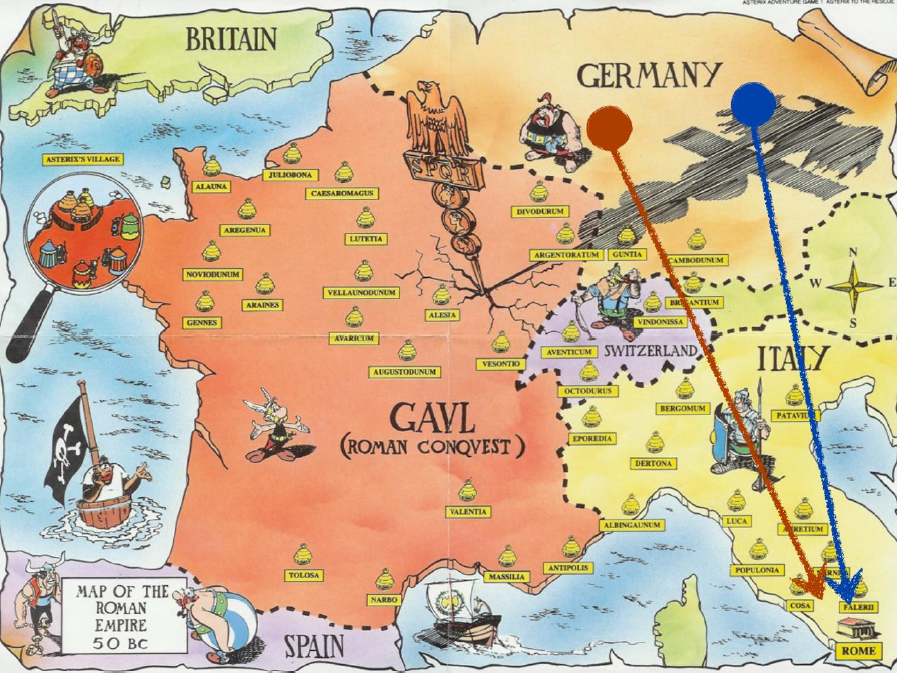 ASTERIX ADVENTURE GAME 1 ASTERIX TO THE RESCUE
BRITAIN
GERMANY
ASTERIX'S VILLAGE
ALAUNA
JULIOBONA
CAESAROMAGUS
SPQR
DIVODURUM
AREGENUA
LUTETIA
ARGENTORATUM
GUNTIA
CAMBODUNUM
NOVIODUNUM
ARAINES
VELLAUNODUNUM
ALESIA
GENNES
VINDONISSA
N
W
E
S
AVARICUM
AUGUSTODUNUM
VESONTIO
AVENTICUM
SWITZERLAND
ITALY
OCTODURUS
BERGOMUM
GAVL
(ROMAN CONQVEST)
EPOREDIA
DERTONA
VALENTIA
ALBINGAUNUM
LUCA
TOLOSA
NARBO
MASSILIA
ANTIPOLIS
POPULONIA
COSA
FALERII
ROME
MAP OF THE
ROMAN
EMPIRE
50 BC
SPAIN